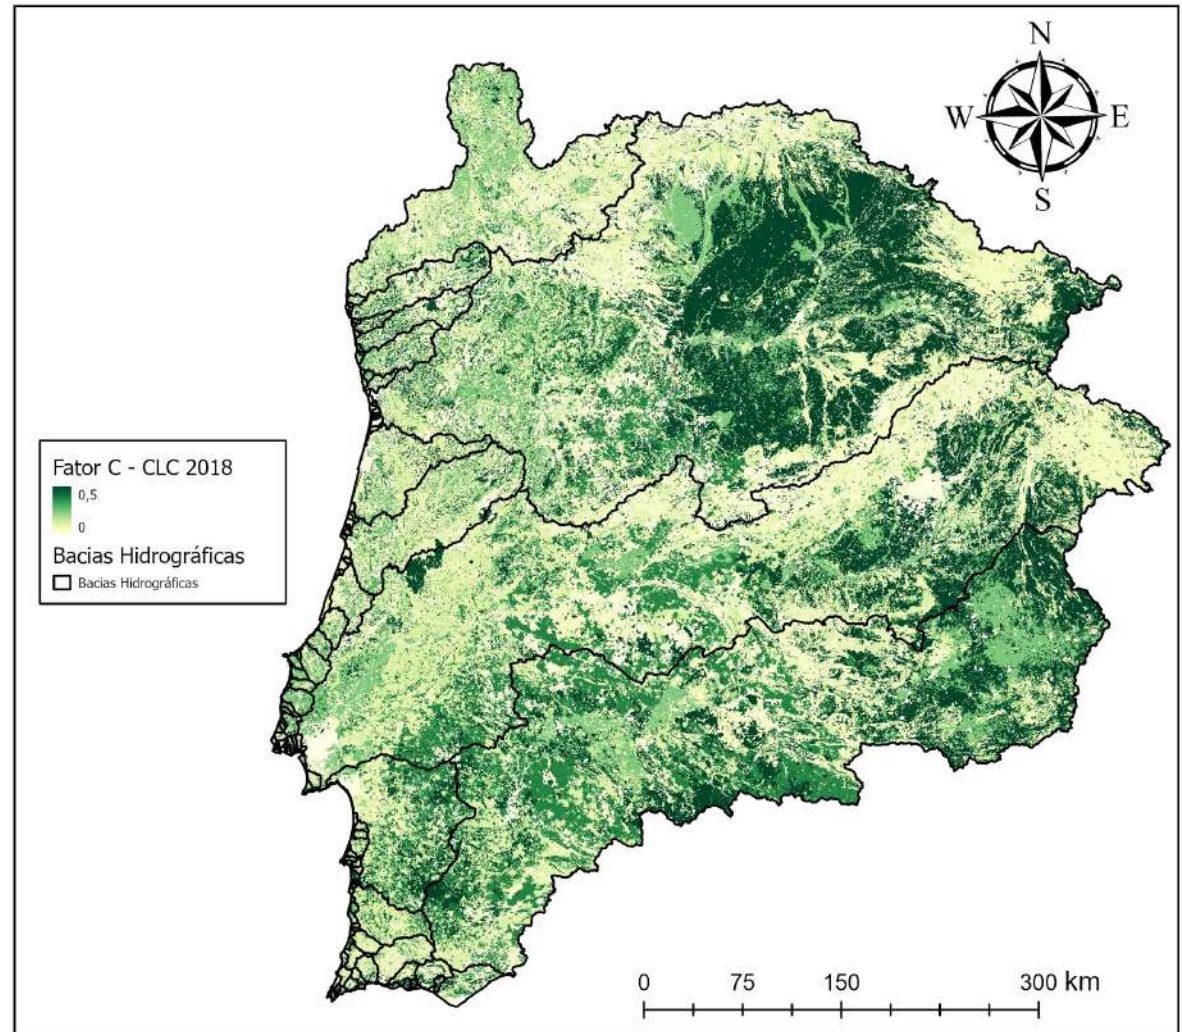 N
W E
S
Fator C - CLC 2018
0,5
0
Bacias Hidrográficas
Bacias Hidrográficas
0 75 150 300 km